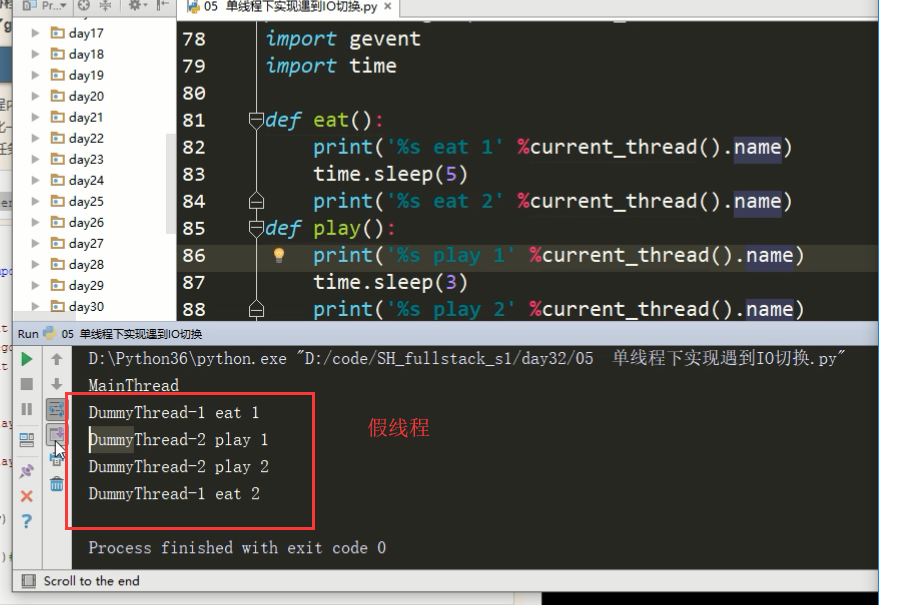 Pr...
05 单线程下实现遇到IO切换.py ×
day17
day18
day19
day20
day21
day22
day23
day24
day25
day26
day27
day28
day29
day30
78 import gevent
79 import time
80
81 def eat():
82 print('%s eat 1' %current_thread().name)
83 time.sleep(5)
84 print('%s eat 2' %current_thread().name)
85 def play():
86 print('%s play 1' %current_thread().name)
87 time.sleep(3)
88 print('%s play 2' %current_thread().name)
Run 05 单线程下实现遇到IO切换
D:\Python36\python.exe "D:/code/SH_fullstack_s1/day32/05 单线程下实现遇到IO切换.py"
MainThread
DummyThread-1 eat 1
DummyThread-2 play 1
DummyThread-2 play 2
DummyThread-1 eat 2
假线程
Process finished with exit code 0
Scroll to the end